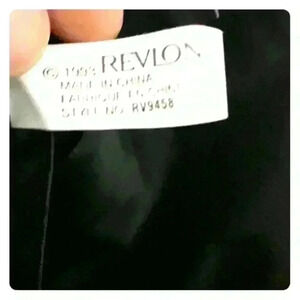 © 1993 REVLON
MADE IN CHINA
FABRIQUE EN CHINE
STYLE NO. RV9458